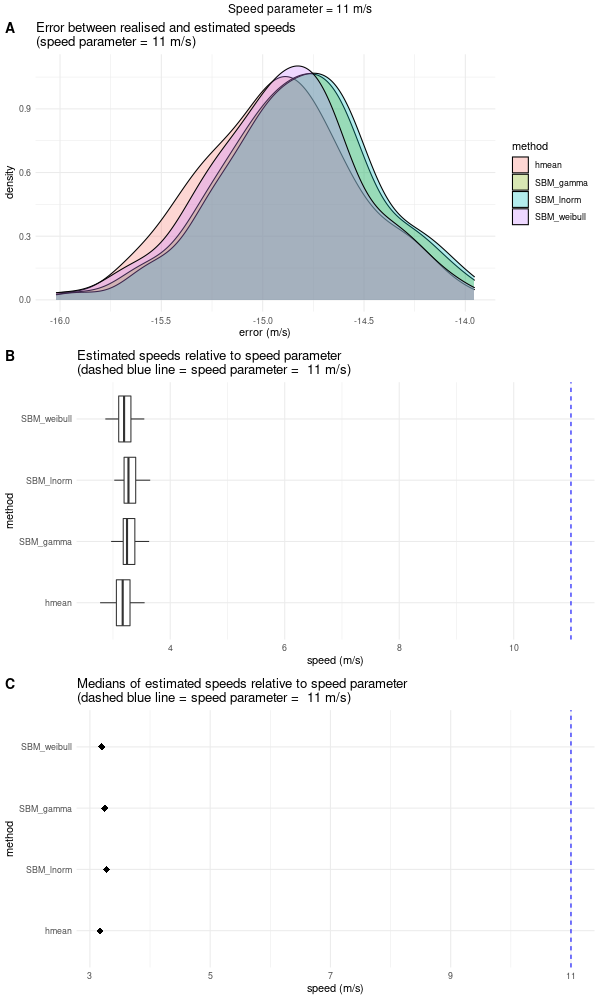 Speed parameter = 11 m/s
A
Error between realised and estimated speeds
(speed parameter = 11 m/s)
density
0.9
0.6
0.3
0.0
-16.0 -15.5 -15.0 -14.5 -14.0
error (m/s)
method
hmean
SBM_gamma
SBM_lnorm
SBM_weibull
B
Estimated speeds relative to speed parameter
(dashed blue line = speed parameter =  11 m/s)
method
SBM_weibull
SBM_lnorm
SBM_gamma
hmean
4 6 8 10
speed (m/s)
C
Medians of estimated speeds relative to speed parameter
(dashed blue line = speed parameter =  11 m/s)
method
SBM_weibull
SBM_gamma
SBM_lnorm
hmean
3 5 7 9 11
speed (m/s)